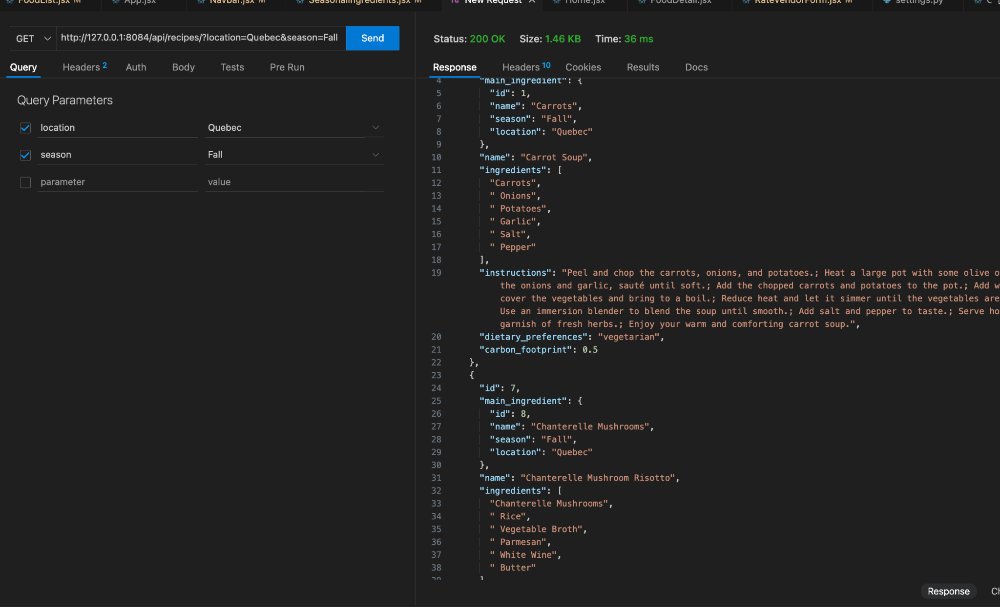 FoodList.jsx M App.jsx Navbar.jsx M SeasonalIngredients.jsx M New Request Home.jsx FoodDetail.jsx RateVendorForm.jsx M settings.py
GET http://127.0.0.1:8084/api/recipes/?location=Quebec&season=Fall Send
Query Headers 2 Auth Body Tests Pre Run
Query Parameters
location Quebec
season Fall
parameter value
Status: 200 OK Size: 1.46 KB Time: 36 ms
Response Headers 10 Cookies Results Docs
4 "main_ingredient": {
5 "id": 1,
6 "name": "Carrots",
7 "season": "Fall",
8 "location": "Quebec"
9 },
10 "name": "Carrot Soup",
11 "ingredients": [
12 "Carrots",
13 " Onions",
14 " Potatoes",
15 " Garlic",
16 " Salt",
17 " Pepper"
18 ],
19 "instructions": "Peel and chop the carrots, onions, and potatoes.; Heat a large pot with some olive o
the onions and garlic, sauté until soft.; Add the chopped carrots and potatoes to the pot.; Add w
cover the vegetables and bring to a boil.; Reduce heat and let it simmer until the vegetables are
Use an immersion blender to blend the soup until smooth.; Add salt and pepper to taste.; Serve ho
garnish of fresh herbs.; Enjoy your warm and comforting carrot soup.",
20 "dietary_preferences": "vegetarian",
21 "carbon_footprint": 0.5
22 },
23 {
24 "id": 7,
25 "main_ingredient": {
26 "id": 8,
27 "name": "Chanterelle Mushrooms",
28 "season": "Fall",
29 "location": "Quebec"
30 },
31 "name": "Chanterelle Mushroom Risotto",
32 "ingredients": [
33 "Chanterelle Mushrooms",
34 " Rice",
35 " Vegetable Broth",
36 " Parmesan",
37 " White Wine",
38 " Butter"
39 ]
Response Ch